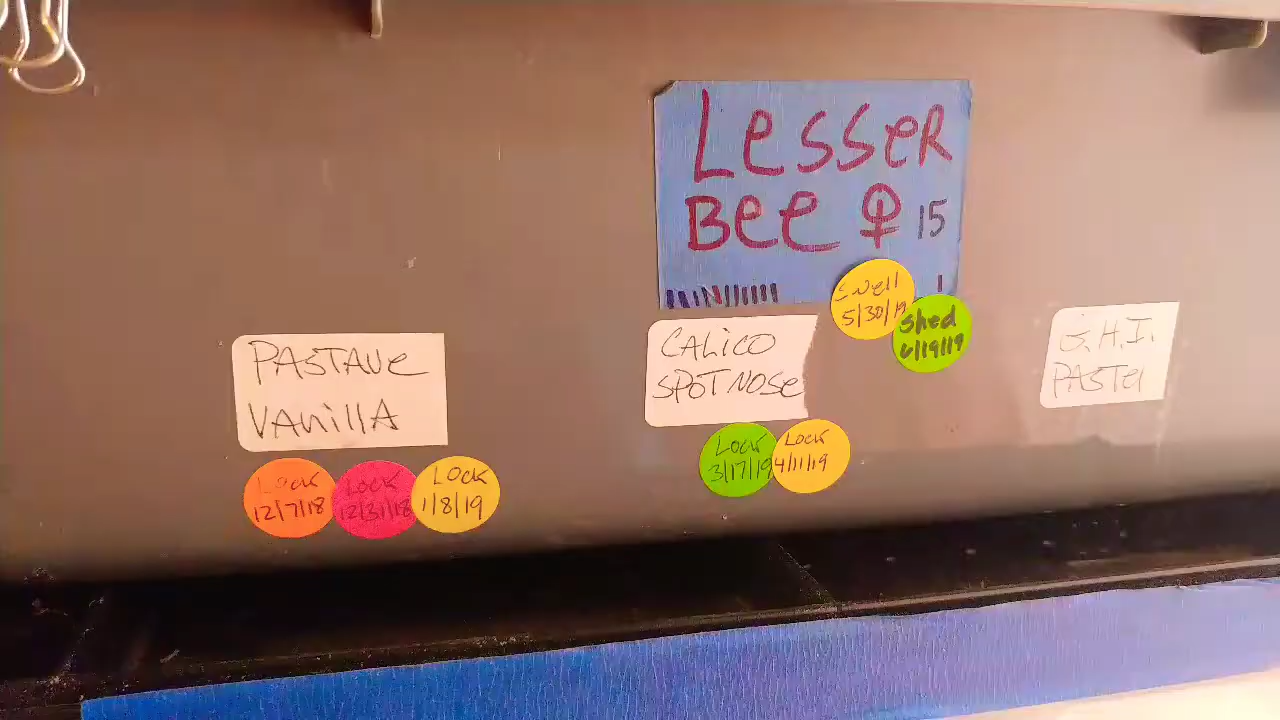 Lesser
Bee ♀ 15
Swell
5/30/19
Shed
6/19/19
PASTAVE
VAnillA
CALICO
SPOTNOSe
G.H.I.
PASTEl
Lock
12/7/18
Lock
12/31/18
Lock
1/8/19
Lock
3/17/19
Lock
4/11/19